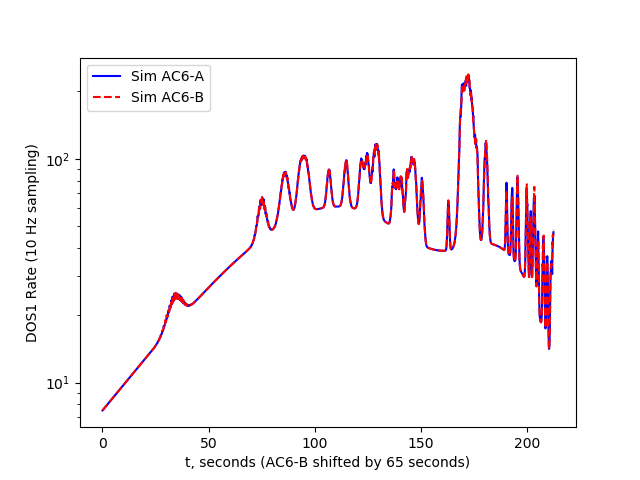 Sim AC6-A
Sim AC6-B
DOS1 Rate (10 Hz sampling)
10²
10¹
0 50 100 150 200
t, seconds (AC6-B shifted by 65 seconds)